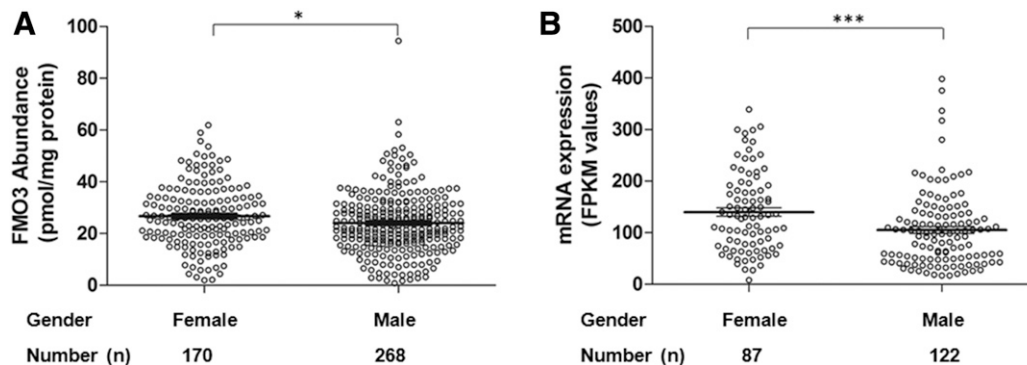 A
FMO3 Abundance
(pmol/mg protein)
100
80
60
40
20
0
*
Gender Female Male
Number (n) 170 268
B
mRNA expression
(FPKM values)
500
400
300
200
100
0
***
Gender Female Male
Number (n) 87 122